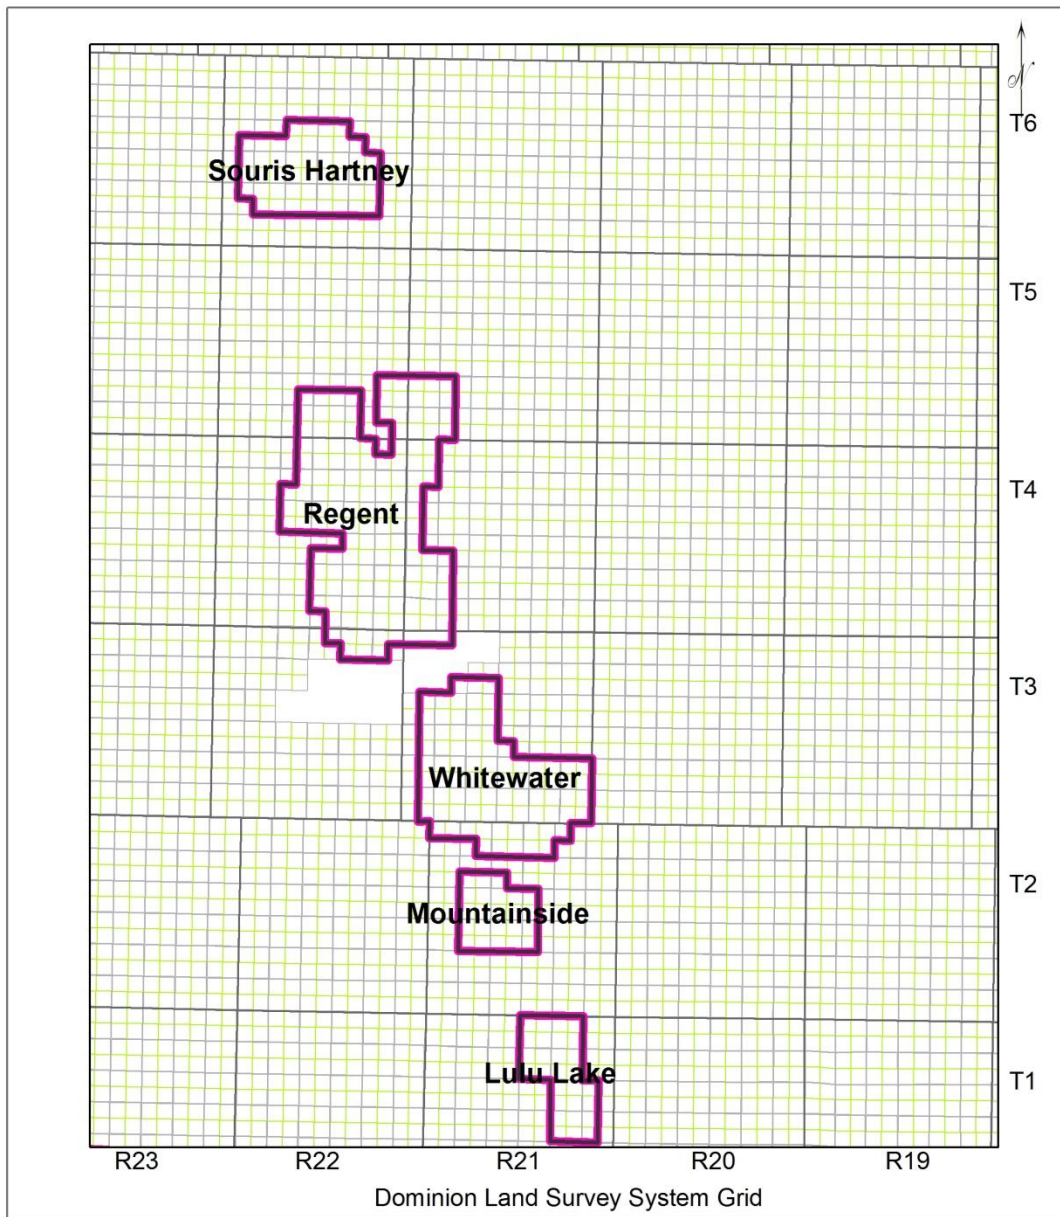 N
T6
Souris Hartney
T5
Regent
T4
T3
Whitewater
T2
Mountainside
Lulu Lake
T1
R23 R22 R21 R20 R19
Dominion Land Survey System Grid